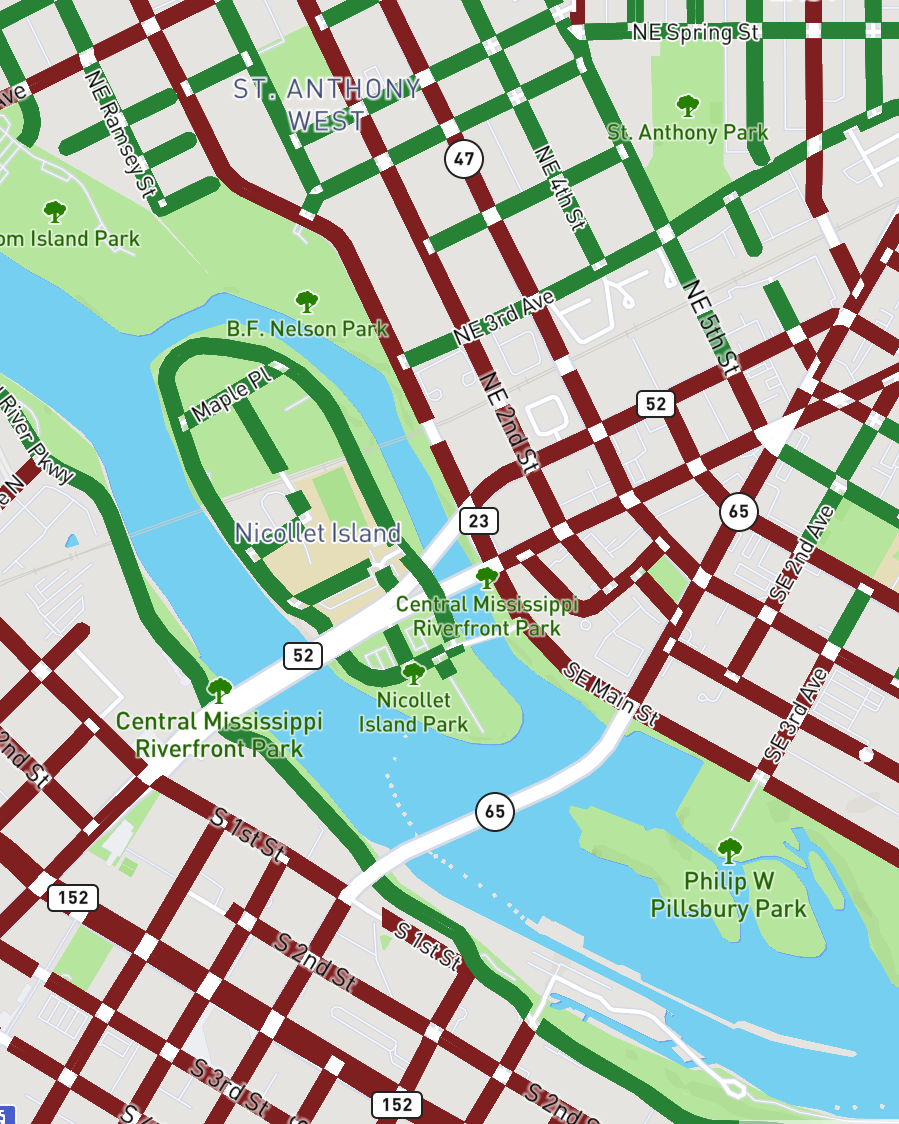 NE Spring St
Ave
NE Ramsey St
ST. ANTHONY
WEST
47
St. Anthony Park
NE 4th St
om Island Park
B.F. Nelson Park
NE 3rd Ave
NE 5th St
Maple Pl
NE 2nd St
52
River Pkwy
e N
Nicollet Island
23
65
SE 2nd Ave
Central Mississippi
Riverfront Park
52
SE Main St
SE 3rd Ave
Nicollet
Island Park
Central Mississippi
Riverfront Park
2nd St
65
S 1st St
Philip W
Pillsbury Park
152
S 1st St
S 2nd St
S 3rd St
152
S 2nd S